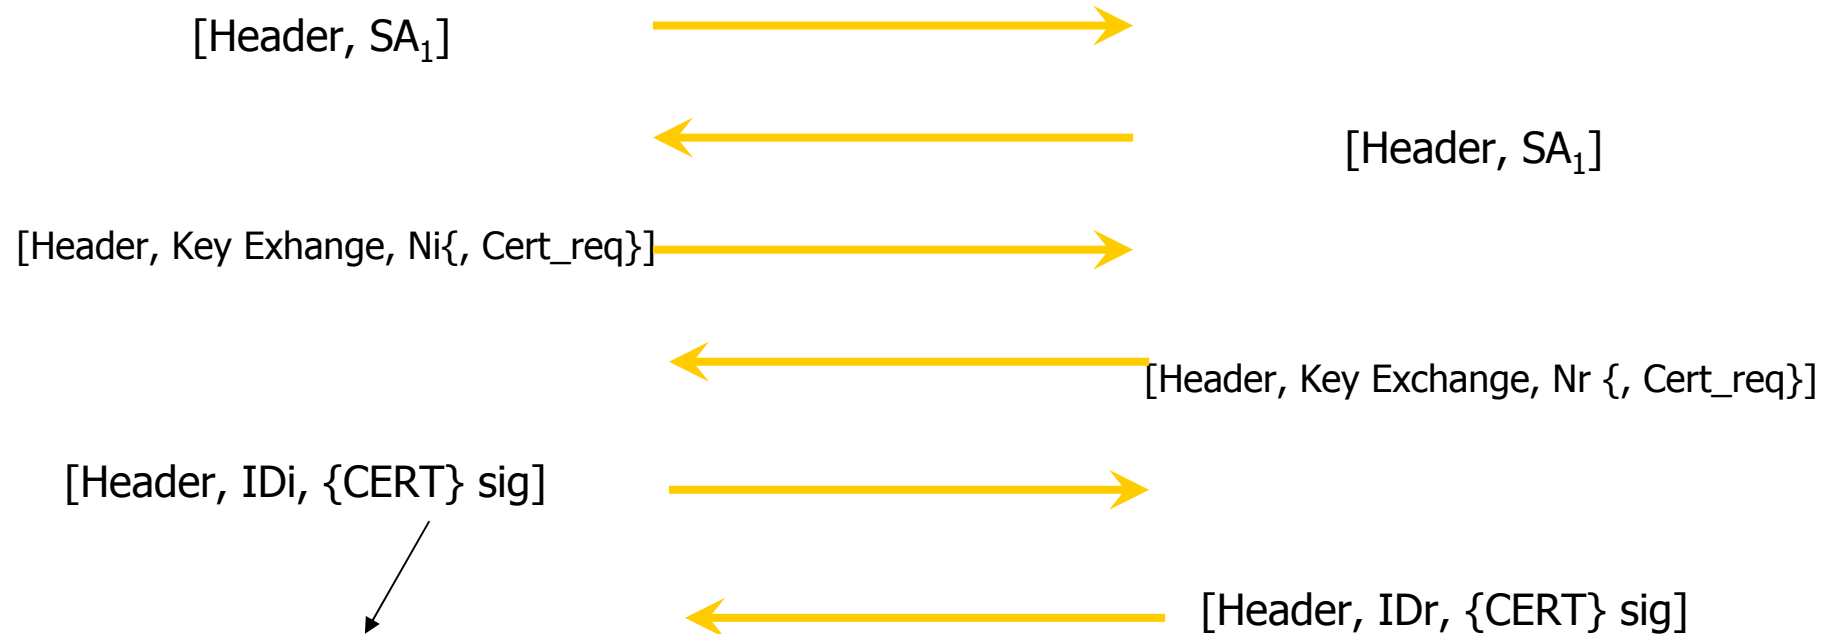 [Header, SA₁]
[Header, SA₁]
[Header, Key Exhange, Ni{, Cert_req}]
[Header, Key Exchange, Nr {, Cert_req}]
[Header, IDi, {CERT} sig]
[Header, IDr, {CERT} sig]